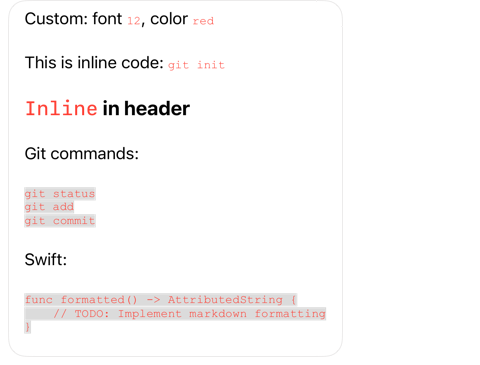 Custom: font 12, color red
This is inline code: git init
Inline in header
Git commands:
git status
git add
git commit
Swift:
func formatted() -> AttributedString {
    // TODO: Implement markdown formatting
}